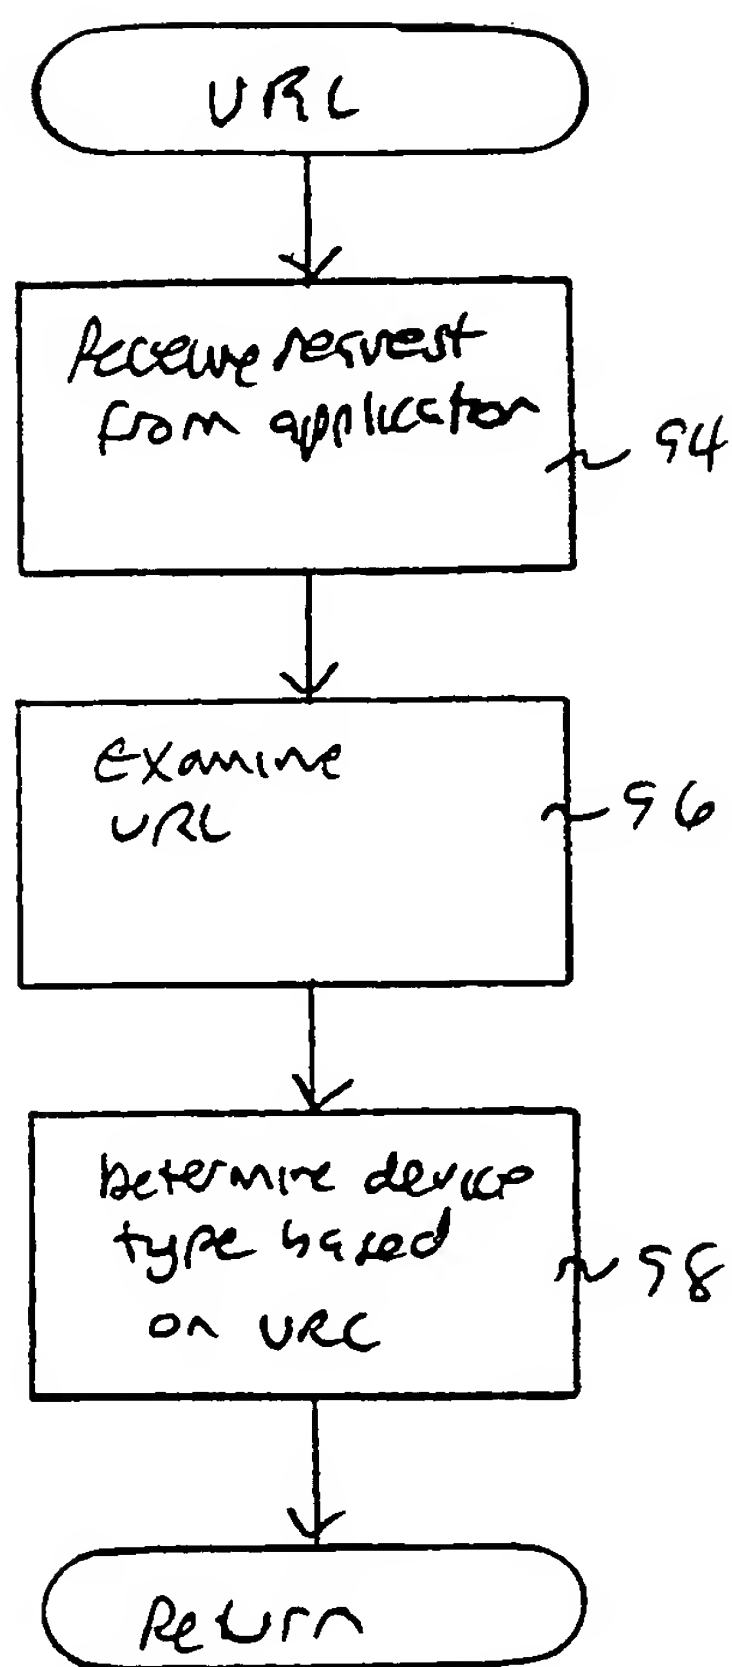 URL
Receive request
from application
94
Examine
URL
96
Determine device
type based
on URL
98
Return